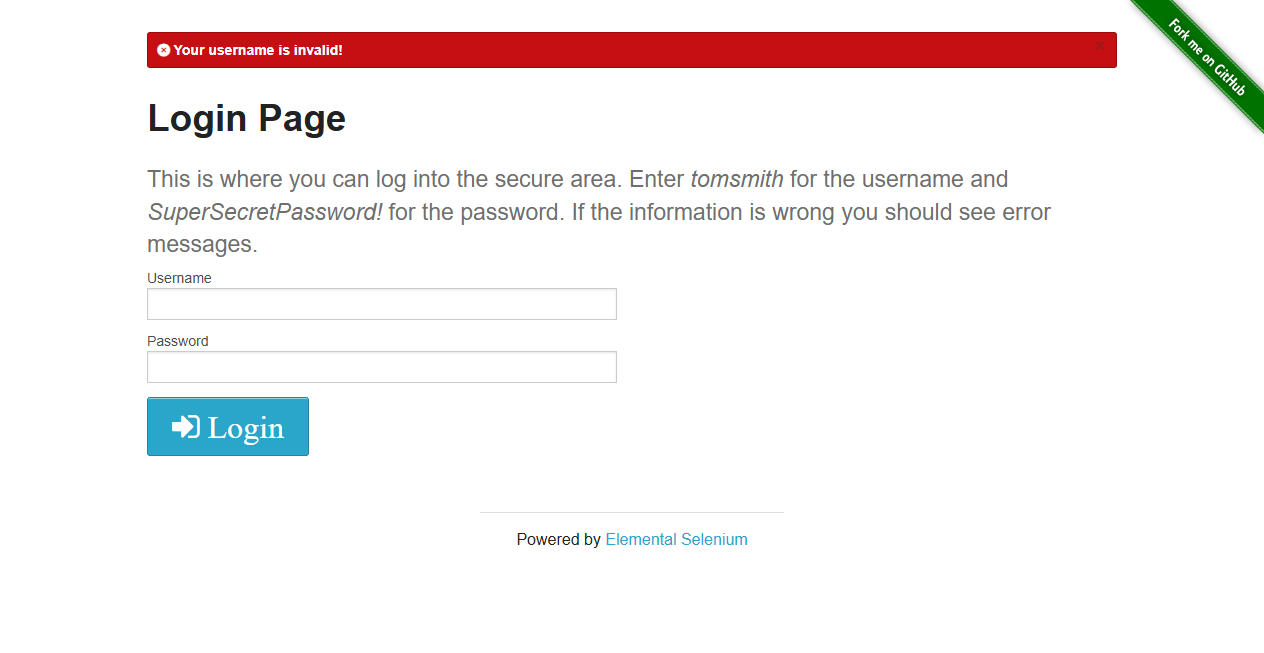 Your username is invalid! ×
Fork me on GitHub
Login Page
This is where you can log into the secure area. Enter tomsmith for the username and
SuperSecretPassword! for the password. If the information is wrong you should see error
messages.
Username
Password
Login
Powered by Elemental Selenium